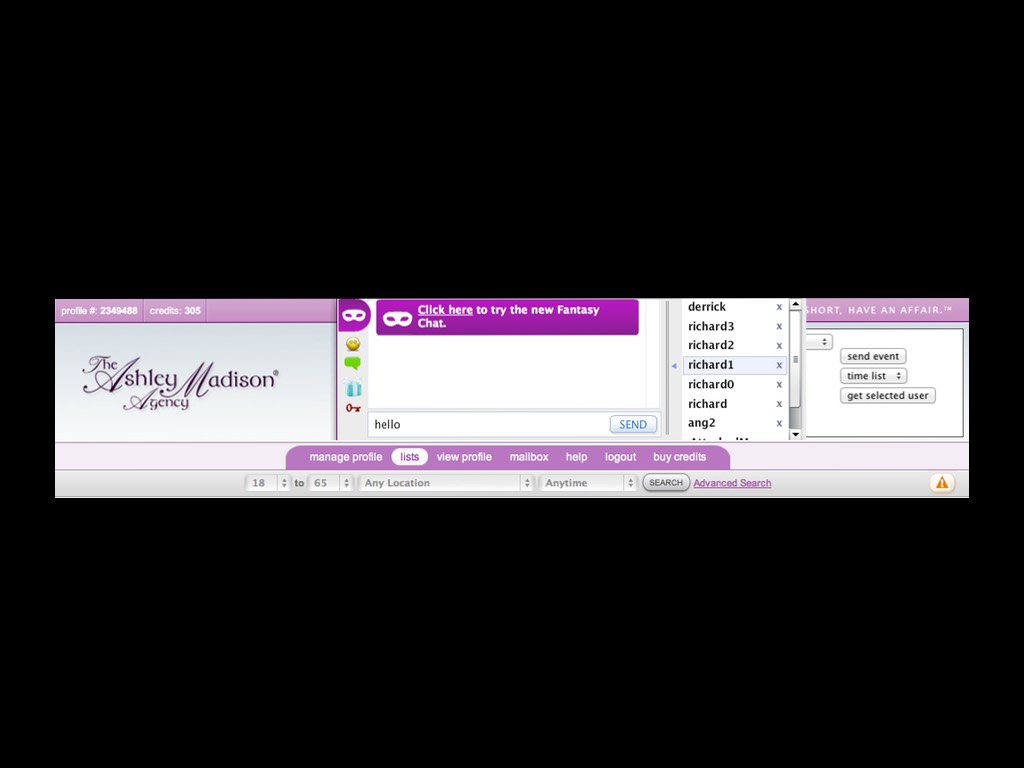 profile #: 2349488 credits: 305
The
Ashley Madison®
Agency
Click here to try the new Fantasy
Chat.
hello
SEND
derrick x
richard3 x
richard2 x
richard1 x
richard0 x
richard x
ang2 x
SHORT, HAVE AN AFFAIR.™
send event
time list
get selected user
manage profile lists view profile mailbox help logout buy credits
18 to 65 Any Location Anytime SEARCH Advanced Search